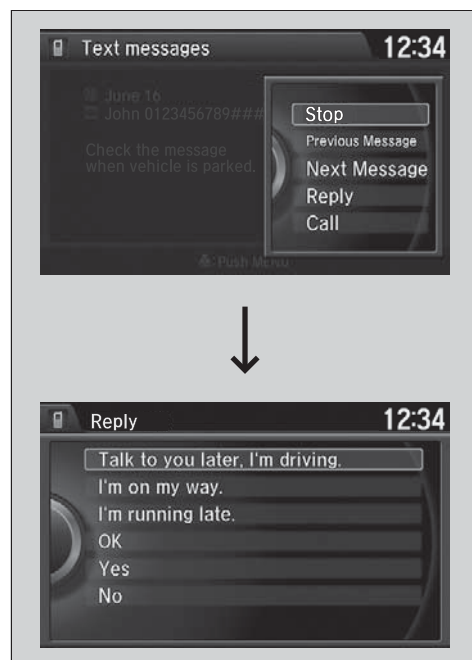 Text messages
12:34
June 16
John 0123456789###
Check the message
when vehicle is parked.
Stop
Previous Message
Next Message
Reply
Call
:Push MENU
Reply
12:34
Talk to you later, I'm driving.
I'm on my way.
I'm running late.
OK
Yes
No